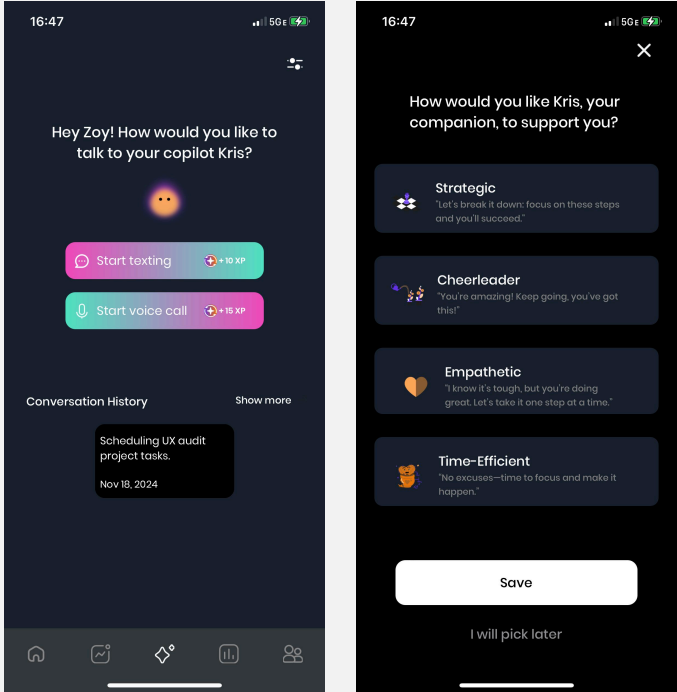 16:47
5G E
Hey Zoy! How would you like to
talk to your copilot Kris?
Start texting
+10 XP
Start voice call
+15 XP
Conversation History
Show more
Scheduling UX audit
project tasks.
Nov 18, 2024
16:47
5G E
How would you like Kris, your
companion, to support you?
Strategic
"Let's break it down: focus on these steps
and you'll succeed."
Cheerleader
"You're amazing! Keep going, you've got
this!"
Empathetic
"I know it's tough, but you're doing
great. Let's take it one step at a time."
Time-Efficient
"No excuses—time to focus and make it
happen."
Save
I will pick later